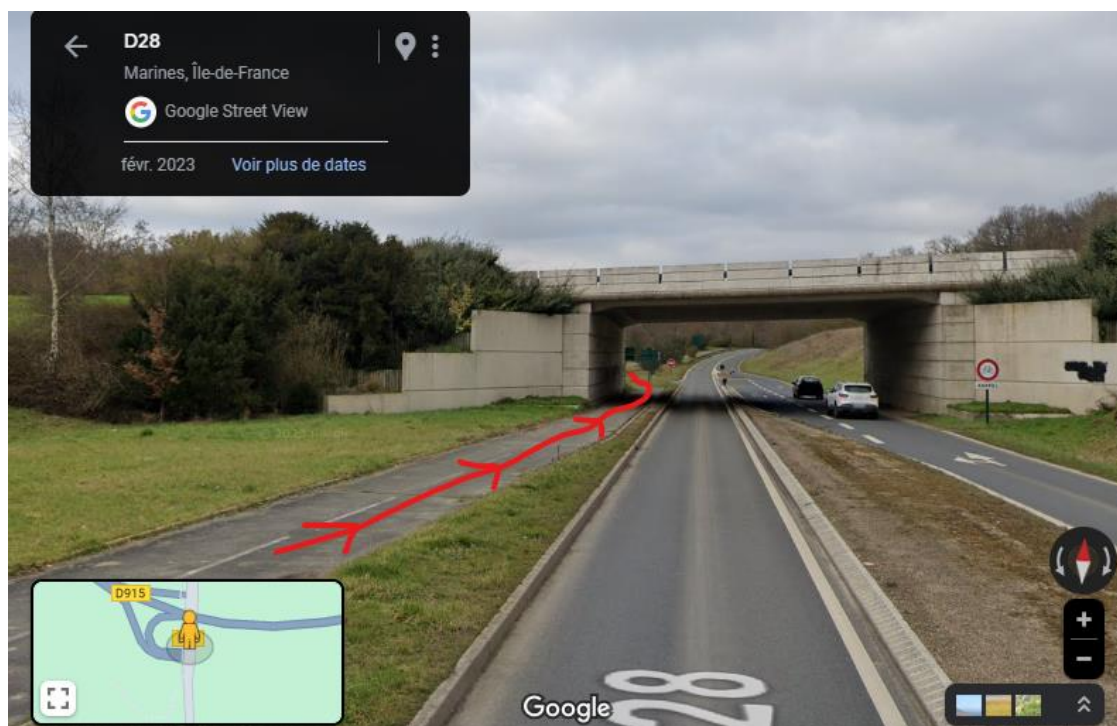 D28
Marines, Île-de-France
Google Street View
févr. 2023 Voir plus de dates
28
D915
Google